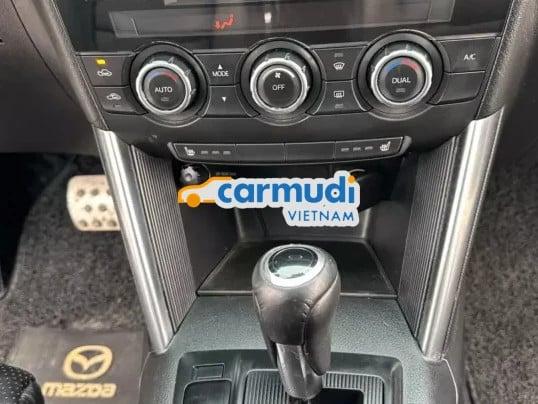 MODE
A/C
AUTO
OFF
DUAL
carmudi
VIETNAM
mazda